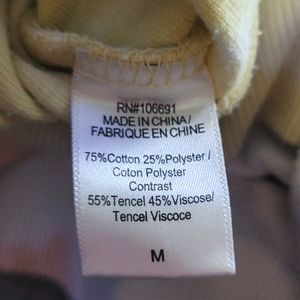 RN#106691
MADE IN CHINA/
FABRIQUE EN CHINE
75%Cotton 25%Polyster /
Coton Polyster
Contrast
55%Tencel 45%Viscose/
Tencel Viscoce
M